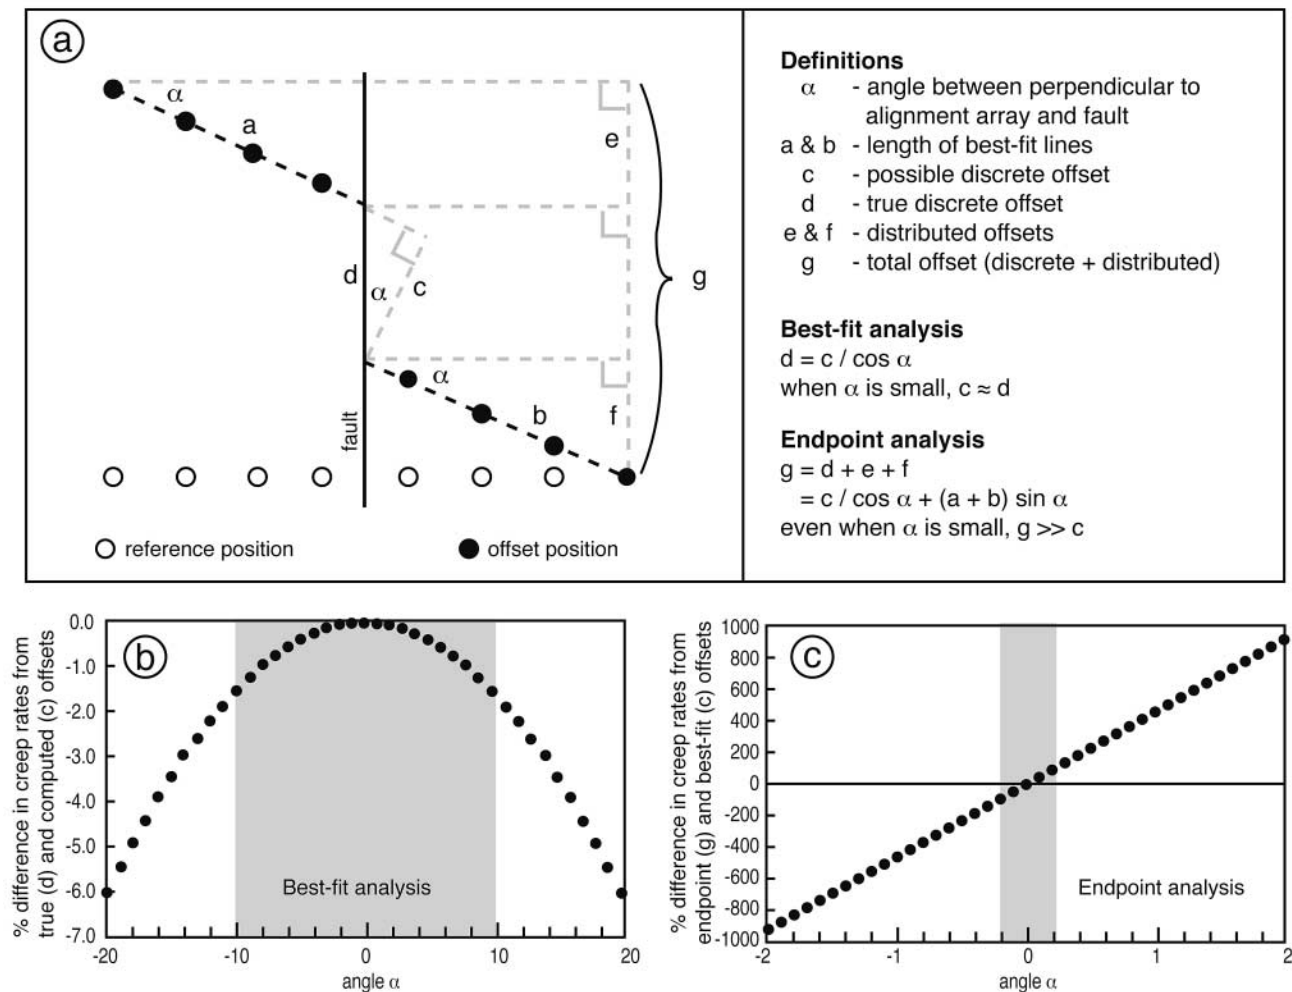 a
α
a
e
d
α
c
g
α
b
f
fault
reference position
offset position
Definitions
α - angle between perpendicular to
alignment array and fault
a & b - length of best-fit lines
c - possible discrete offset
d - true discrete offset
e & f - distributed offsets
g - total offset (discrete + distributed)
Best-fit analysis
d = c / cos α
when α is small, c ≈ d
Endpoint analysis
g = d + e + f
= c / cos α + (a + b) sin α
even when α is small, g >> c
b
% difference in creep rates from
true (d) and computed (c) offsets
0.0
-1.0
-2.0
-3.0
-4.0
-5.0
-6.0
-7.0
Best-fit analysis
-20
-10
0
10
20
angle α
c
% difference in creep rates from
endpoint (g) and best-fit (c) offsets
1000
800
600
400
200
0
-200
-400
-600
-800
-1000
Endpoint analysis
-2
-1
0
1
2
angle α